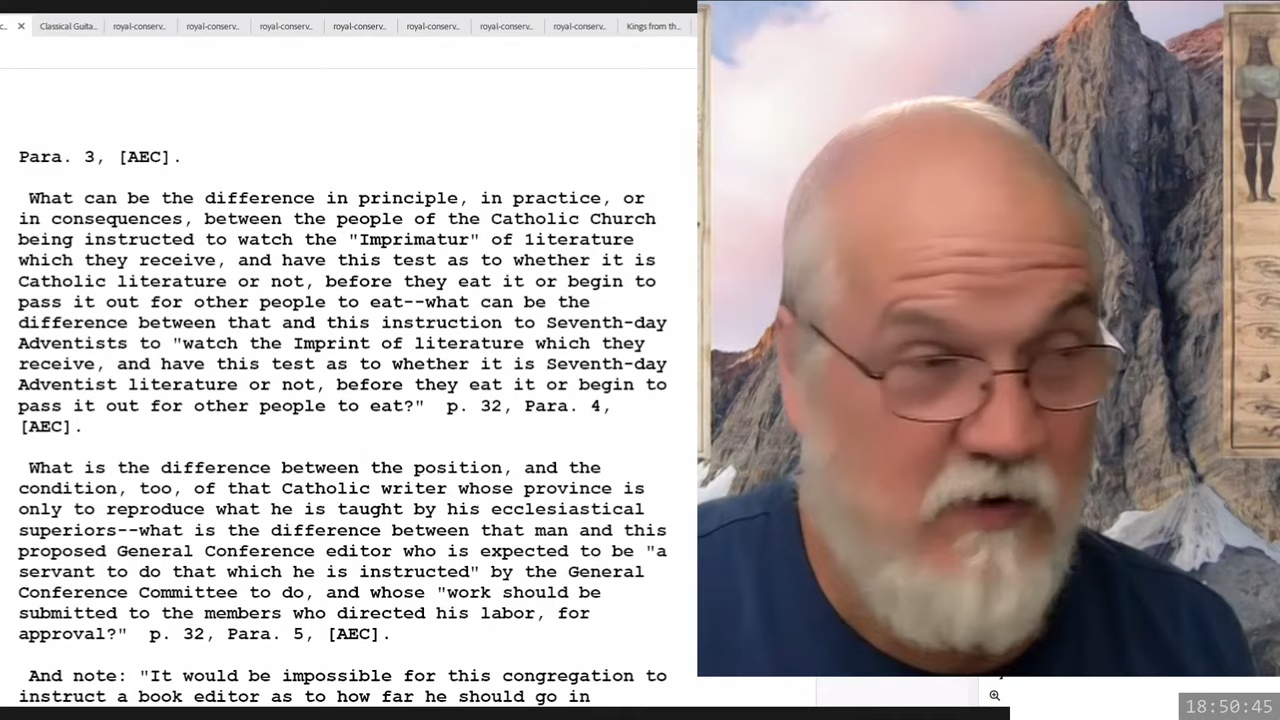 c..
Classical Guita...
royal-conserv...
royal-conserv...
royal-conserv...
royal-conserv...
royal-conserv...
royal-conserv...
royal-conserv...
Kings from th...
Para. 3, [AEC].
What can be the difference in principle, in practice, or
in consequences, between the people of the Catholic Church
being instructed to watch the "Imprimatur" of 1iterature
which they receive, and have this test as to whether it is
Catholic literature or not, before they eat it or begin to
pass it out for other people to eat--what can be the
difference between that and this instruction to Seventh-day
Adventists to "watch the Imprint of literature which they
receive, and have this test as to whether it is Seventh-day
Adventist literature or not, before they eat it or begin to
pass it out for other people to eat?"  p. 32, Para. 4,
[AEC].
What is the difference between the position, and the
condition, too, of that Catholic writer whose province is
only to reproduce what he is taught by his ecclesiastical
superiors--what is the difference between that man and this
proposed General Conference editor who is expected to be "a
servant to do that which he is instructed" by the General
Conference Committee to do, and whose "work should be
submitted to the members who directed his labor, for
approval?"  p. 32, Para. 5, [AEC].
And note: "It would be impossible for this congregation to
instruct a book editor as to how far he should go in
18:50:45